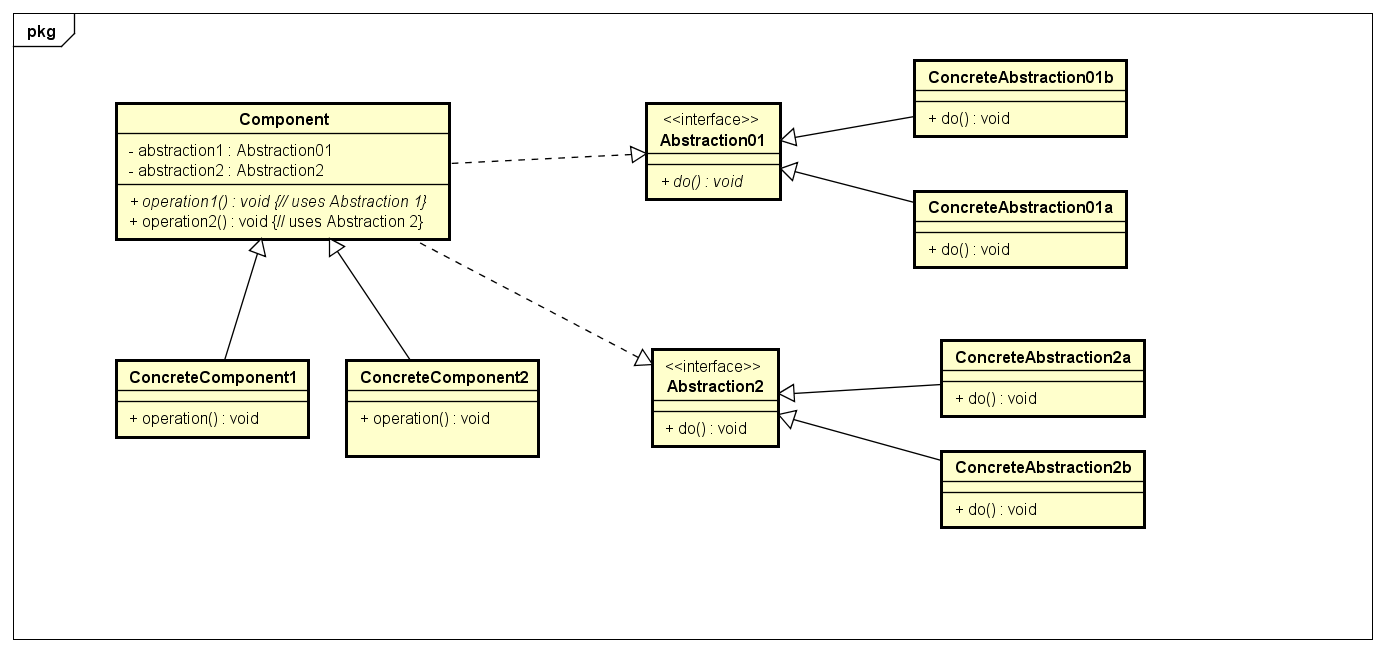 pkg
Component
- abstraction1 : Abstraction01
- abstraction2 : Abstraction2
+ operation1() : void {// uses Abstraction 1}
+ operation2() : void {// uses Abstraction 2}
<<interface>>
Abstraction01
+ do() : void
ConcreteAbstraction01b
+ do() : void
ConcreteAbstraction01a
+ do() : void
ConcreteComponent1
+ operation() : void
ConcreteComponent2
+ operation() : void
<<interface>>
Abstraction2
+ do() : void
ConcreteAbstraction2a
+ do() : void
ConcreteAbstraction2b
+ do() : void